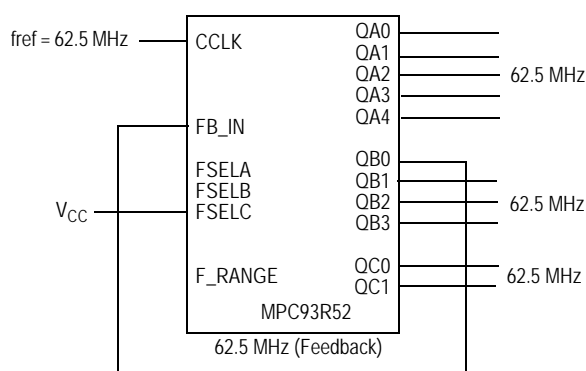 fref = 62.5 MHz
CCLK
FB_IN
FSELA
FSELB
VCC
FSELC
F_RANGE
QA0
QA1
QA2
62.5 MHz
QA3
QA4
QB0
QB1
QB2
62.5 MHz
QB3
QC0
62.5 MHz
QC1
MPC93R52
62.5 MHz (Feedback)